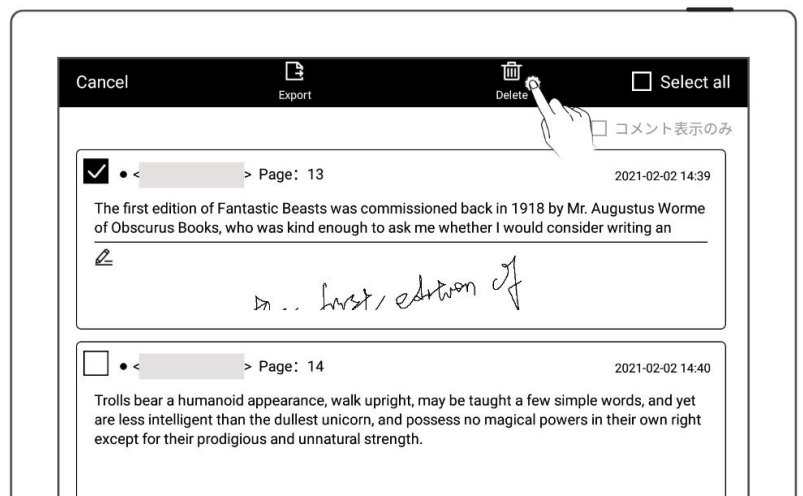 Cancel
Export
Delete
Select all
コメント表示のみ
● < > Page： 13
2021-02-02 14:39
The first edition of Fantastic Beasts was commissioned back in 1918 by Mr. Augustus Worme
of Obscurus Books, who was kind enough to ask me whether I would consider writing an
first, edition of
● < > Page： 14
2021-02-02 14:40
Trolls bear a humanoid appearance, walk upright, may be taught a few simple words, and yet
are less intelligent than the dullest unicorn, and possess no magical powers in their own right
except for their prodigious and unnatural strength.